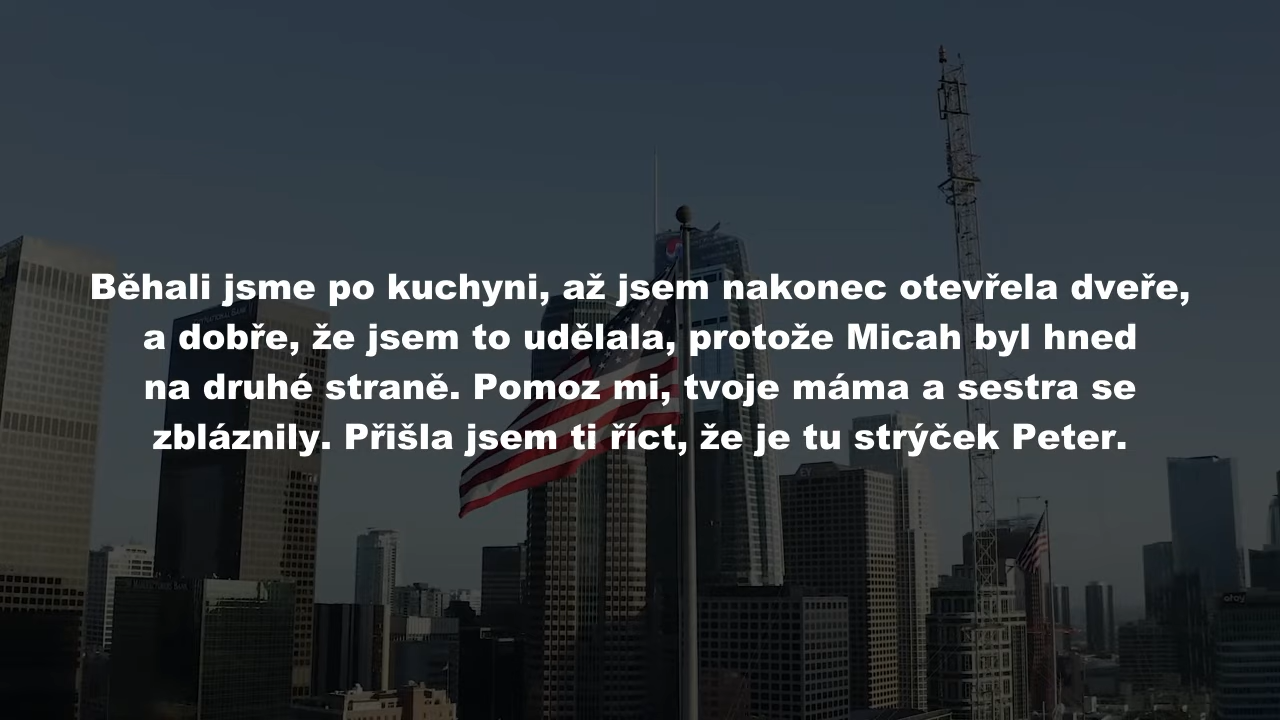 Běhali jsme po kuchyni, až jsem nakonec otevřela dveře,
a dobře, že jsem to udělala, protože Micah byl hned
na druhé straně. Pomoz mi, tvoje máma a sestra se
zbláznily. Přišla jsem ti říct, že je tu strýček Peter.